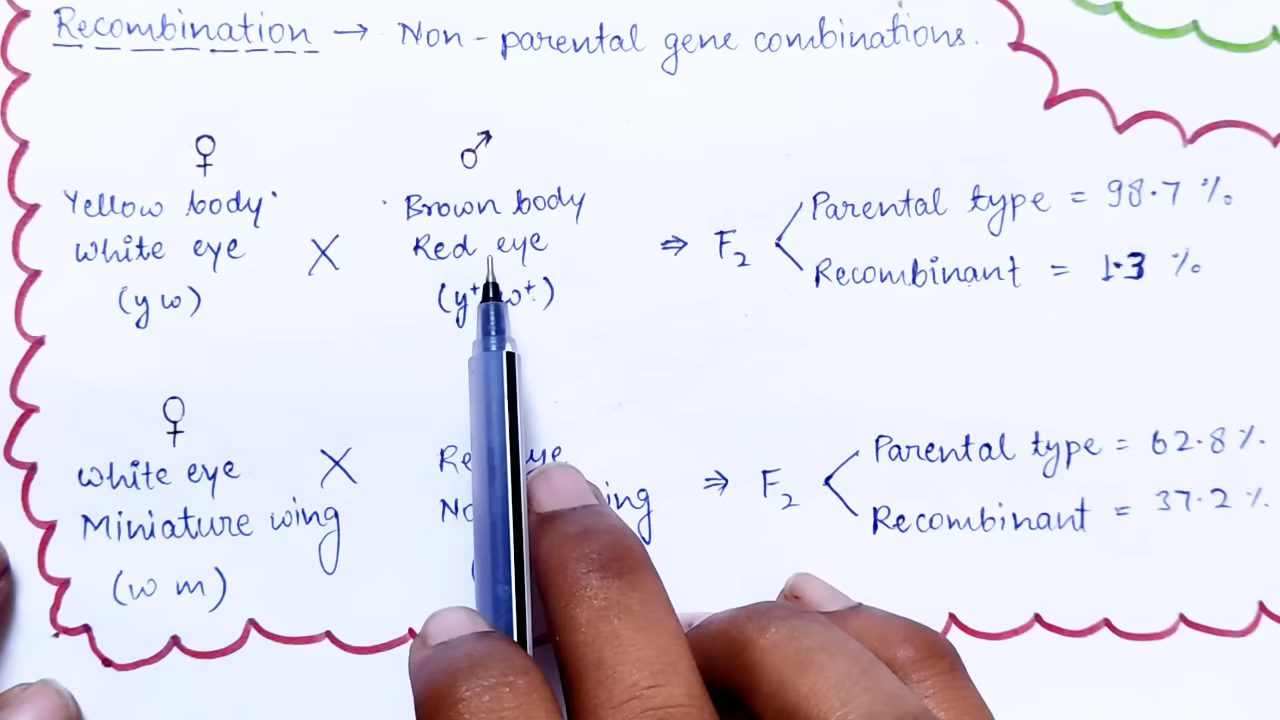 Recombination → Non-parental gene combinations.
♀
Yellow body
White eye
(y w)
X
♂
Brown body
Red eye
⇒ F₂
Parental type = 98.7 %
Recombinant = 1.3 %
♀
White eye
Miniature wing
(w m)
X
⇒ F₂
Parental type = 62.8 %
Recombinant = 37.2 %